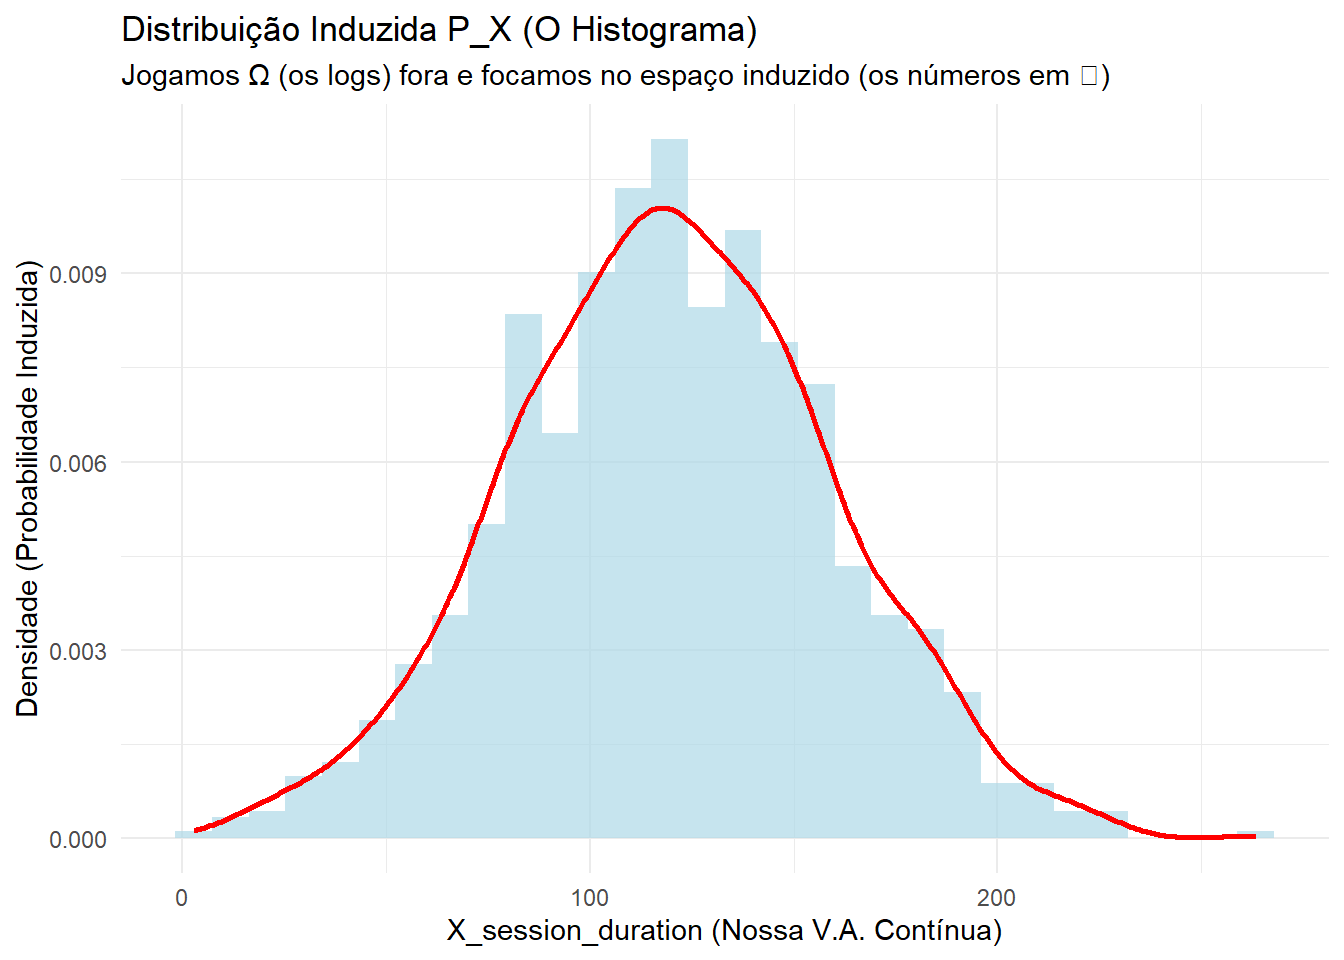 Distribuição Induzida P_X (O Histograma)
Jogamos Ω (os logs) fora e focamos no espaço induzido (os números em □)
Densidade (Probabilidade Induzida)
0.009
0.006
0.003
0.000
0
100
200
X_session_duration (Nossa V.A. Contínua)